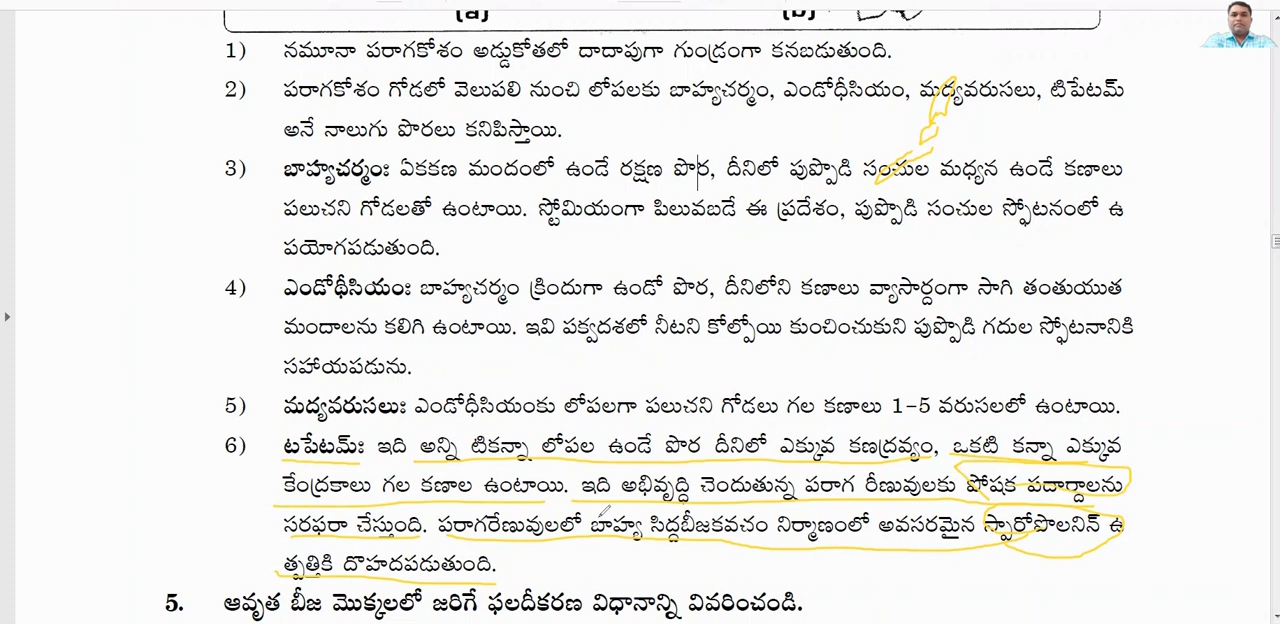 (a) (b)
1) నమూనా పరాగకోశం అడ్డుకోతలో దాదాపుగా గుండ్రంగా కనబడుతుంది.
2) పరాగకోశం గోడలో వెలుపలి నుంచి లోపలకు బాహ్యచర్మం, ఎండోథీసియం, మద్యవరుసలు, టిపేటమ్
అనే నాలుగు పొరలు కనిపిస్తాయి.
3) బాహ్యచర్మం: ఏకకణ మందంలో ఉండే రక్షణ పొర, దీనిలో పుప్పొడి సంచుల మధ్యన ఉండే కణాలు
పలుచని గోడలతో ఉంటాయి. స్టోమియంగా పిలువబడే ఈ ప్రదేశం, పుప్పొడి సంచుల స్ఫోటనంలో ఉ
పయోగపడుతుంది.
4) ఎండోథీసియం: బాహ్యచర్మం క్రిందుగా ఉండో పొర, దీనిలోని కణాలు వ్యాసార్దంగా సాగి తంతుయుత
మందాలను కలిగి ఉంటాయి. ఇవి పక్వదశలో నీటని కోల్పోయి కుంచించుకుని పుప్పొడి గదుల స్ఫోటనానికి
సహాయపడును.
5) మద్యవరుసలు: ఎండోథీసియంకు లోపలగా పలుచని గోడలు గల కణాలు 1-5 వరుసలలో ఉంటాయి.
6) టపేటమ్: ఇది అన్ని టికన్నా లోపల ఉండే పొర దీనిలో ఎక్కువ కణద్రవ్యం, ఒకటి కన్నా ఎక్కువ
కేంద్రకాలు గల కణాల ఉంటాయి. ఇది అభివృద్ధి చెందుతున్న పరాగ రీణువులకు పోషక పదార్దాలను
సరఫరా చేస్తుంది. పరాగరేణువులలో బాహ్య సిద్దబీజకవచం నిర్మాణంలో అవసరమైన స్పారోపొలనిన్ ఉ
త్పత్తికి దొహదపడుతుంది.
5. ఆవృత బీజ మొక్కలలో జరిగే ఫలదీకరణ విధానాన్ని వివరించండి.